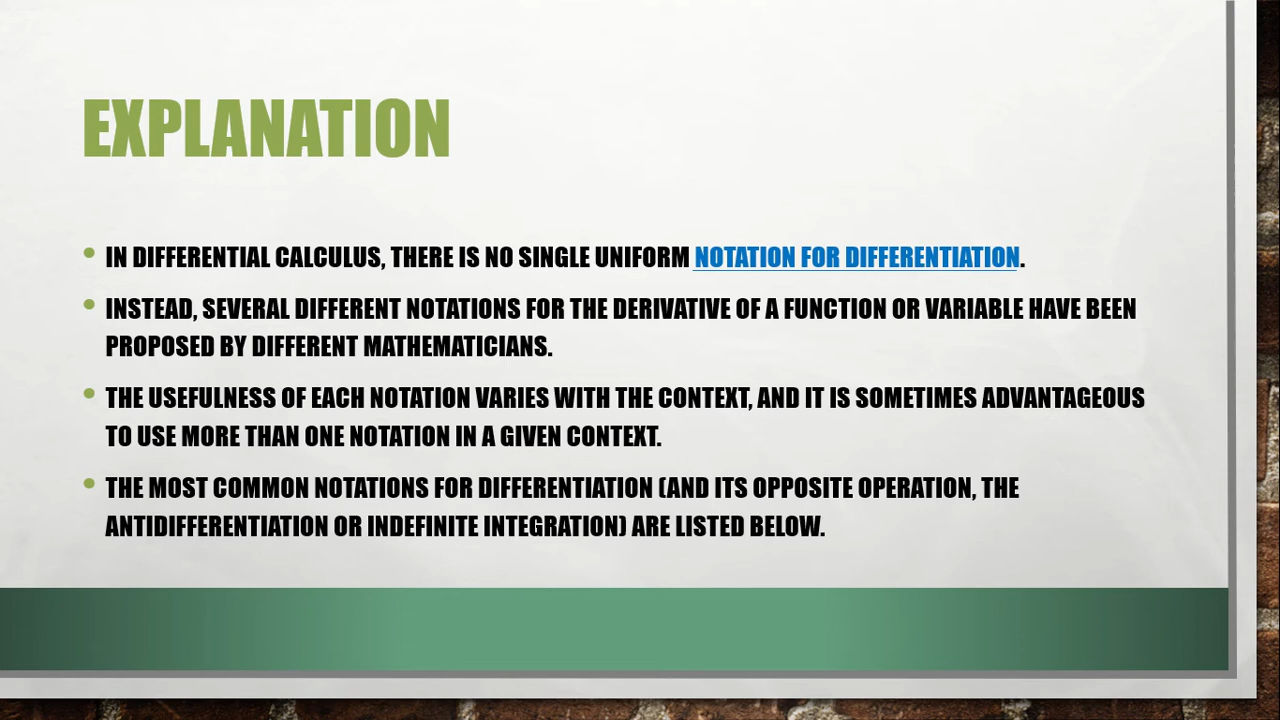 EXPLANATION
• IN DIFFERENTIAL CALCULUS, THERE IS NO SINGLE UNIFORM NOTATION FOR DIFFERENTIATION.
• INSTEAD, SEVERAL DIFFERENT NOTATIONS FOR THE DERIVATIVE OF A FUNCTION OR VARIABLE HAVE BEEN
PROPOSED BY DIFFERENT MATHEMATICIANS.
• THE USEFULNESS OF EACH NOTATION VARIES WITH THE CONTEXT, AND IT IS SOMETIMES ADVANTAGEOUS
TO USE MORE THAN ONE NOTATION IN A GIVEN CONTEXT.
• THE MOST COMMON NOTATIONS FOR DIFFERENTIATION (AND ITS OPPOSITE OPERATION, THE
ANTIDIFFERENTIATION OR INDEFINITE INTEGRATION) ARE LISTED BELOW.